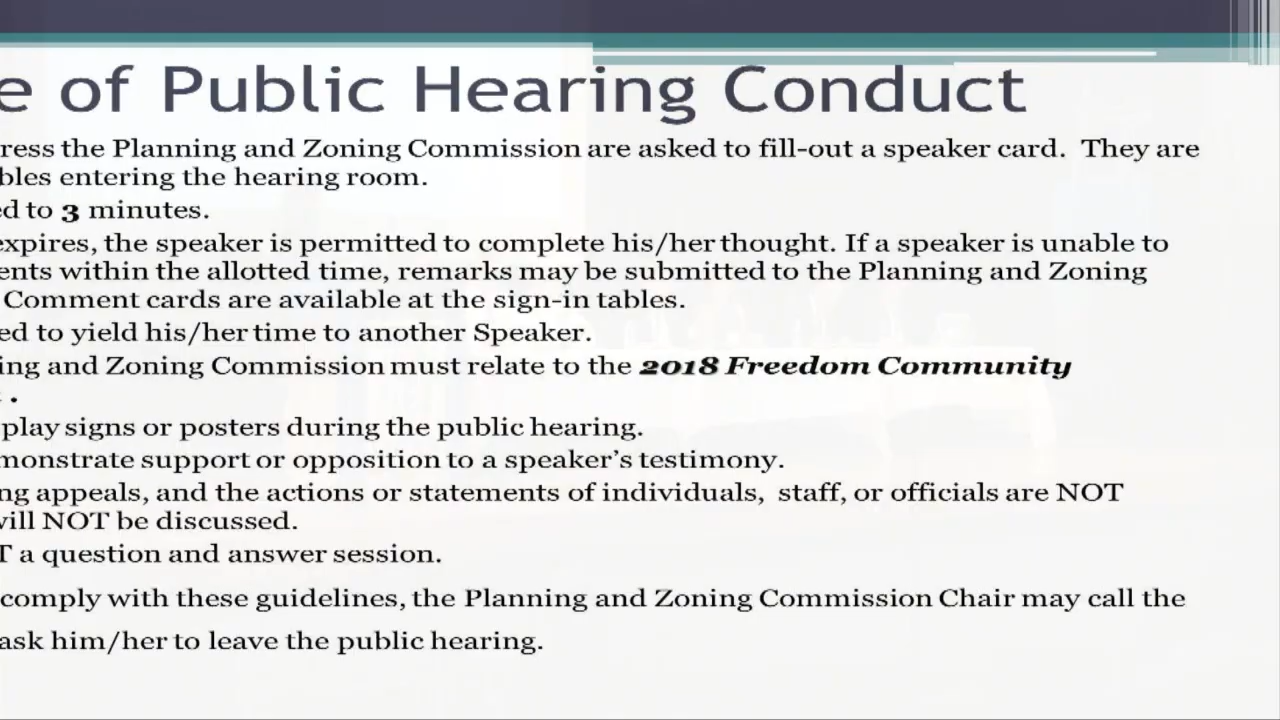 e of Public Hearing Conduct
ress the Planning and Zoning Commission are asked to fill-out a speaker card.  They are
bles entering the hearing room.
ed to 3 minutes.
expires, the speaker is permitted to complete his/her thought. If a speaker is unable to
ents within the allotted time, remarks may be submitted to the Planning and Zoning
Comment cards are available at the sign-in tables.
ed to yield his/her time to another Speaker.
ing and Zoning Commission must relate to the 2018 Freedom Community
.
play signs or posters during the public hearing.
monstrate support or opposition to a speaker’s testimony.
ng appeals, and the actions or statements of individuals,  staff, or officials are NOT
will NOT be discussed.
T a question and answer session.
comply with these guidelines, the Planning and Zoning Commission Chair may call the
ask him/her to leave the public hearing.